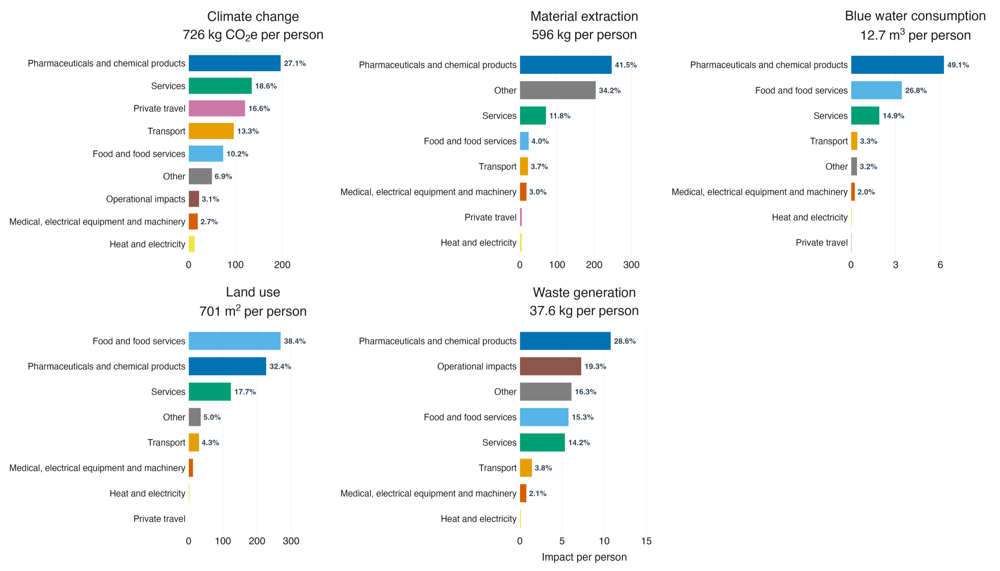 Climate change
726 kg CO₂e per person
Pharmaceuticals and chemical products 27.1%
Services 18.6%
Private travel 16.6%
Transport 13.3%
Food and food services 10.2%
Other 6.9%
Operational impacts 3.1%
Medical, electrical equipment and machinery 2.7%
Heat and electricity
0 100 200
Material extraction
596 kg per person
Pharmaceuticals and chemical products 41.5%
Other 34.2%
Services 11.8%
Food and food services 4.0%
Transport 3.7%
Medical, electrical equipment and machinery 3.0%
Private travel
Heat and electricity
0 100 200 300
Blue water consumption
12.7 m³ per person
Pharmaceuticals and chemical products 49.1%
Food and food services 26.8%
Services 14.9%
Transport 3.3%
Other 3.2%
Medical, electrical equipment and machinery 2.0%
Heat and electricity
Private travel
0 3 6
Land use
701 m² per person
Food and food services 38.4%
Pharmaceuticals and chemical products 32.4%
Services 17.7%
Other 5.0%
Transport 4.3%
Medical, electrical equipment and machinery
Heat and electricity
Private travel
0 100 200 300
Waste generation
37.6 kg per person
Pharmaceuticals and chemical products 28.6%
Operational impacts 19.3%
Other 16.3%
Food and food services 15.3%
Services 14.2%
Transport 3.8%
Medical, electrical equipment and machinery 2.1%
Heat and electricity
0 5 10 15
Impact per person